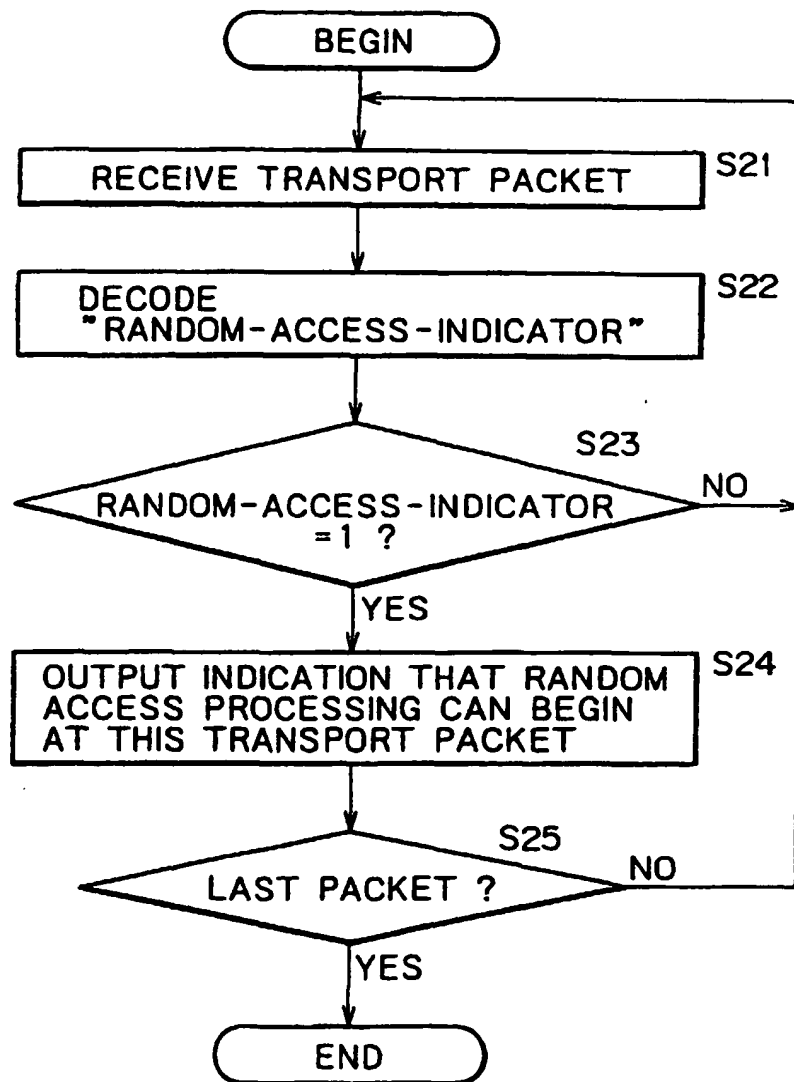 BEGIN
RECEIVE TRANSPORT PACKET
S21
DECODE
"RANDOM-ACCESS-INDICATOR"
S22
S23
RANDOM-ACCESS-INDICATOR
=1 ?
NO
YES
OUTPUT INDICATION THAT RANDOM
ACCESS PROCESSING CAN BEGIN
AT THIS TRANSPORT PACKET
S24
S25
LAST PACKET ?
NO
YES
END